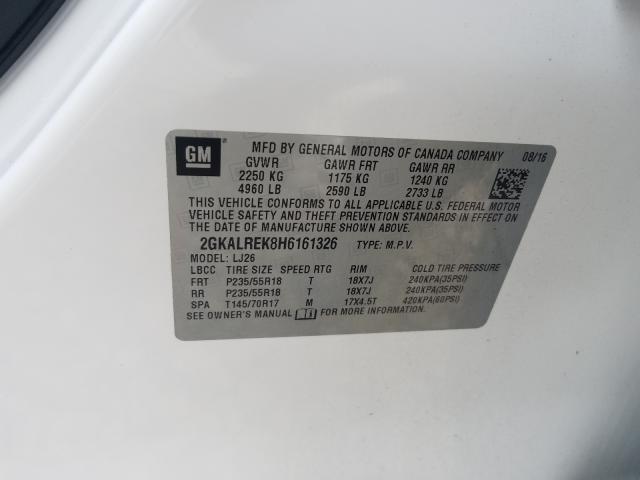 GM
MFD BY GENERAL MOTORS OF CANADA COMPANY 08/16
GVWR GAWR FRT GAWR RR
2250 KG 1175 KG 1240 KG
4960 LB 2590 LB 2733 LB
THIS VEHICLE CONFORMS TO ALL APPLICABLE U.S. FEDERAL MOTOR
VEHICLE SAFETY AND THEFT PREVENTION STANDARDS IN EFFECT ON
THE DATE OF MANUFACTURE SHOWN ABOVE.
2GKALREK8H6161326 TYPE: M.P.V.
MODEL: LJ26
LBCC TIRE SIZE SPEED RTG RIM COLD TIRE PRESSURE
FRT P235/55R18 T 18X7J 240KPA(35PSI)
RR P235/55R18 T 18X7J 240KPA(35PSI)
SPA T145/70R17 M 17X4.5T 420KPA(60PSI)
SEE OWNER'S MANUAL FOR MORE INFORMATION